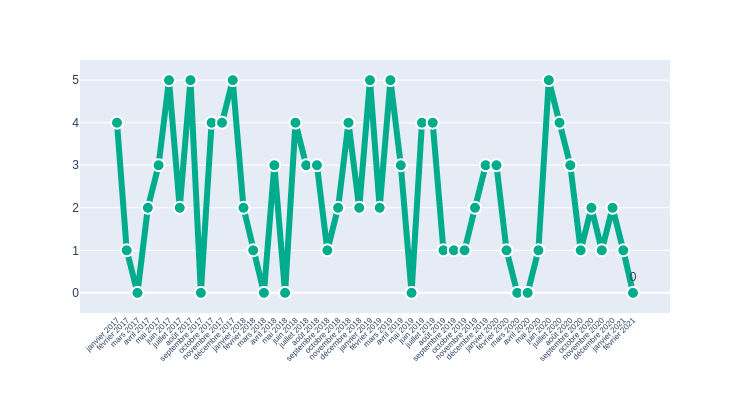 5
4
3
2
1
0
0
janvier 2017
février 2017
mars 2017
avril 2017
mai 2017
juin 2017
juillet 2017
août 2017
septembre 2017
octobre 2017
novembre 2017
décembre 2017
janvier 2018
février 2018
mars 2018
avril 2018
mai 2018
juin 2018
juillet 2018
août 2018
septembre 2018
octobre 2018
novembre 2018
décembre 2018
janvier 2019
février 2019
mars 2019
avril 2019
mai 2019
juin 2019
juillet 2019
août 2019
septembre 2019
octobre 2019
novembre 2019
décembre 2019
janvier 2020
février 2020
mars 2020
avril 2020
mai 2020
juin 2020
juillet 2020
août 2020
septembre 2020
octobre 2020
novembre 2020
décembre 2020
janvier 2021
février 2021